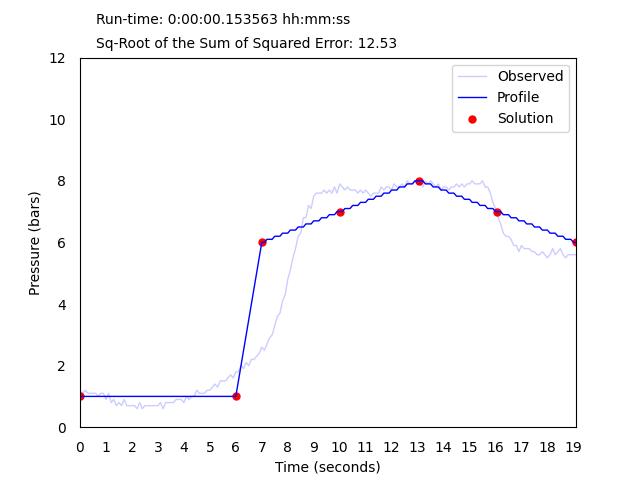 Run-time: 0:00:00.153563 hh:mm:ss
Sq-Root of the Sum of Squared Error: 12.53
12
10
8
6
4
2
0
Pressure (bars)
Observed
Profile
Solution
0 1 2 3 4 5 6 7 8 9 10 11 12 13 14 15 16 17 18 19
Time (seconds)